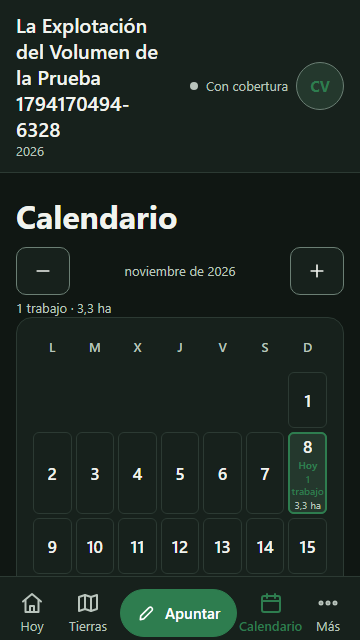 La Explotación
del Volumen de
la Prueba
1794170494-
6328
2026
Con cobertura
CV
Calendario
noviembre de 2026
1 trabajo · 3,3 ha
L M X J V S D
1
2 3 4 5 6 7 8
Hoy
1
trabajo
3,3 ha
9 10 11 12 13 14 15
Hoy Tierras Apuntar Calendario Más